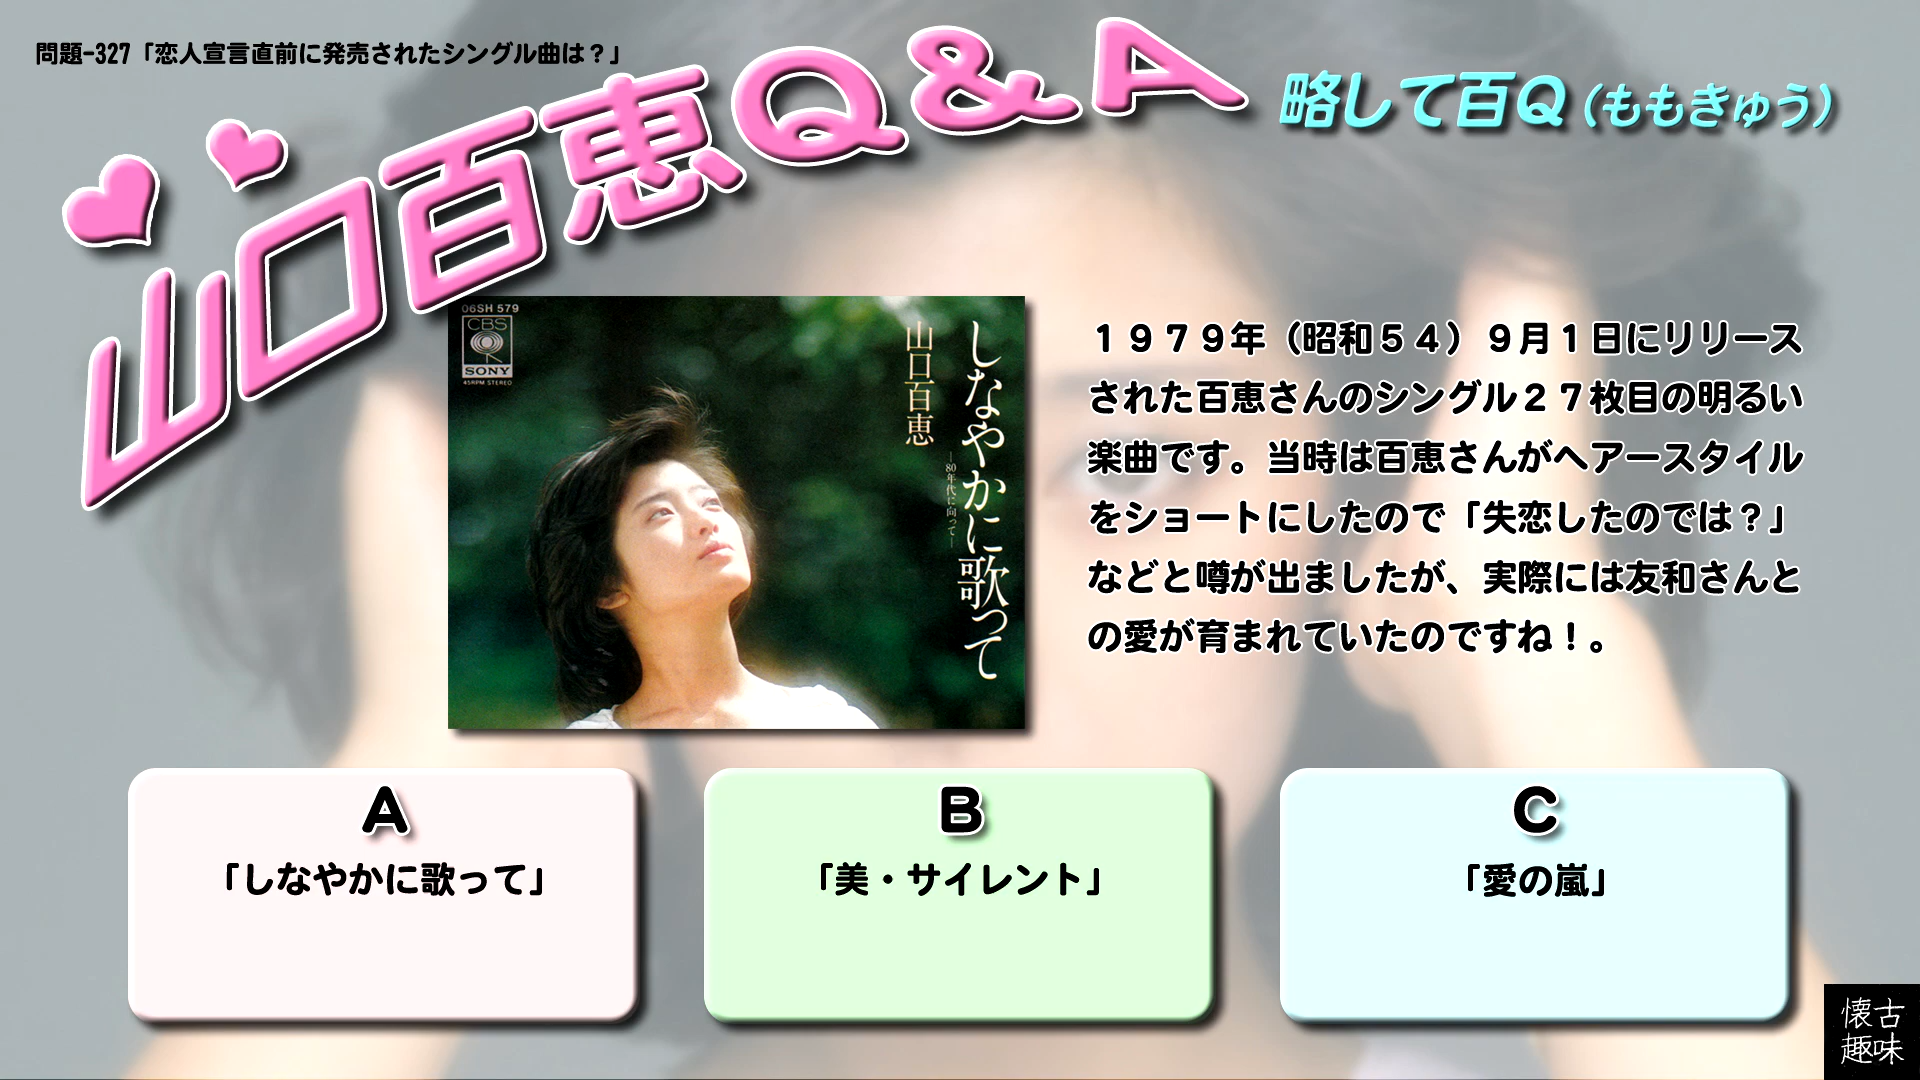 問題-327「恋人宣言直前に発売されたシングル曲は？」
山口百恵Q&A
略して百Q（ももきゅう）
06SH 579
CBS
SONY
45RPM STEREO
しなやかに歌って
—80年代に向って—
山口百恵
１９７９年（昭和５４）９月１日にリリース
された百恵さんのシングル２７枚目の明るい
楽曲です。当時は百恵さんがヘアースタイル
をショートにしたので「失恋したのでは？」
などと噂が出ましたが、実際には友和さんと
の愛が育まれていたのですね！。
A
「しなやかに歌って」
B
「美・サイレント」
C
「愛の嵐」
懐古
趣味